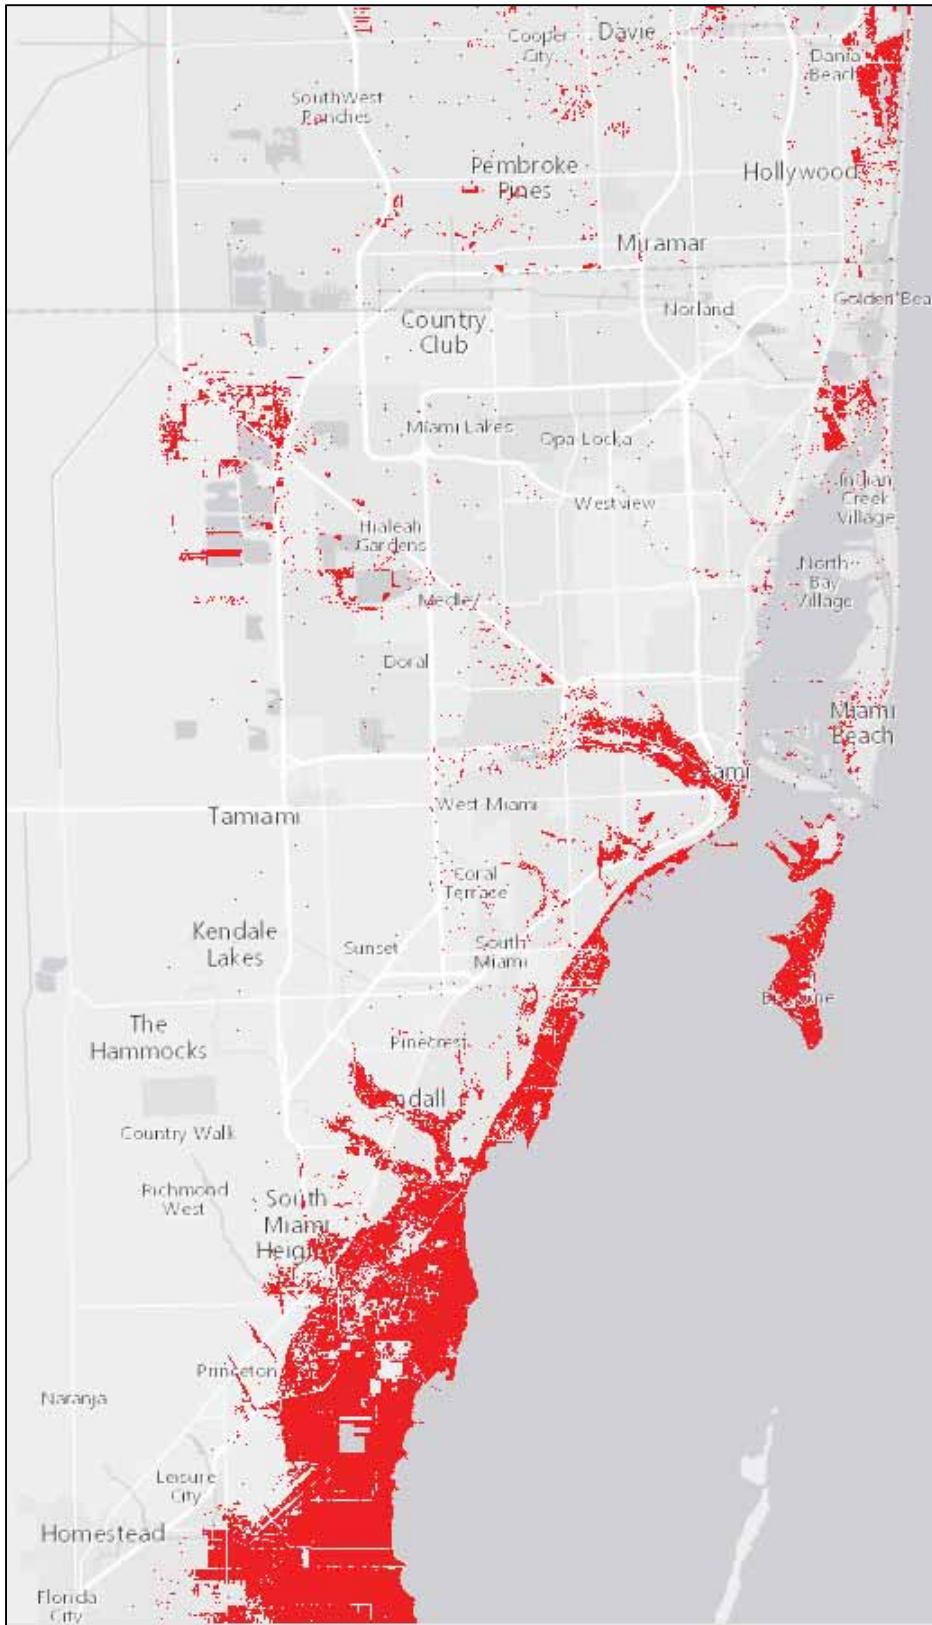 Cooper
City
Davie
Dania
Beach
SouthWest
Ranches
Pembroke
Pines
Hollywood
Miramar
Norland
Golden Bea
Country
Club
Miami Lakes
Opa-Locka
Indian
Creek
Village
Westview
Hialeah
Gardens
North
Bay
Village
Medley
Doral
Miami
Beach
ami
Tamiami
West Miami
Coral
Terrace
Kendale
Lakes
Sunset
South
Miami
The
Hammocks
Pinecrest
ndall
Country Walk
Richmond
West
South
Miami
Heig
Princeton
Naranja
Leisure
City
Homestead
Florida
City